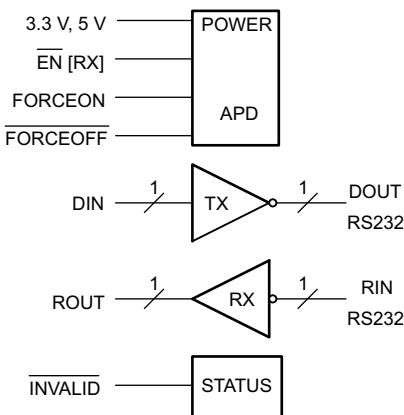 3.3 V, 5 V
POWER
EN [RX]
FORCEON
APD
FORCEOFF
DIN
1
TX
1
DOUT
RS232
ROUT
1
RX
1
RIN
RS232
INVALID
STATUS